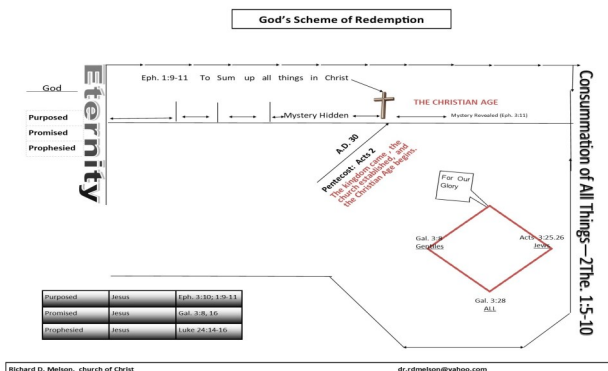 God's Scheme of Redemption
Eternity
God
Purposed
Promised
Prophesied
Eph. 1:9-11 To Sum up all things in Christ
Mystery Hidden
THE CHRISTIAN AGE
Mystery Revealed (Eph. 3:11)
A.D. 30
Pentecost: Acts 2
The kingdom came, the
church established, and
the Christian Age begins.
For Our
Glory
Gal. 3:8
Gentiles
Acts. 3:25.26
Jews
Gal. 3:28
ALL
Consummation of All Things—2The. 1:5-10
Purposed Jesus Eph. 3:10; 1:9-11
Promised Jesus Gal. 3:8, 16
Prophesied Jesus Luke 24:14-16
Richard D. Melson, church of Christ dr.rdmelson@yahoo.com